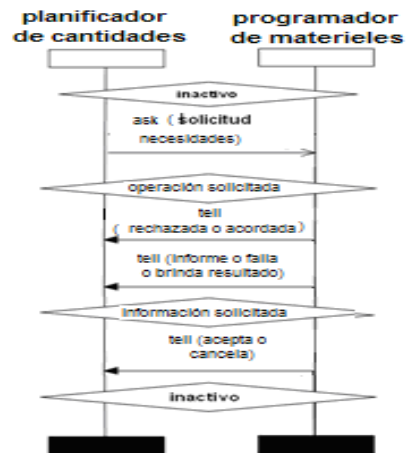 planificador
de cantidades
programador
de materieles
inactivo
ask ( solicitud
necesidades)
operación solicitada
tell
( rechazada o acordada )
tell (informe o falla
o brinda resultado)
información solicitada
tell (acepta o
cancela)
inactivo